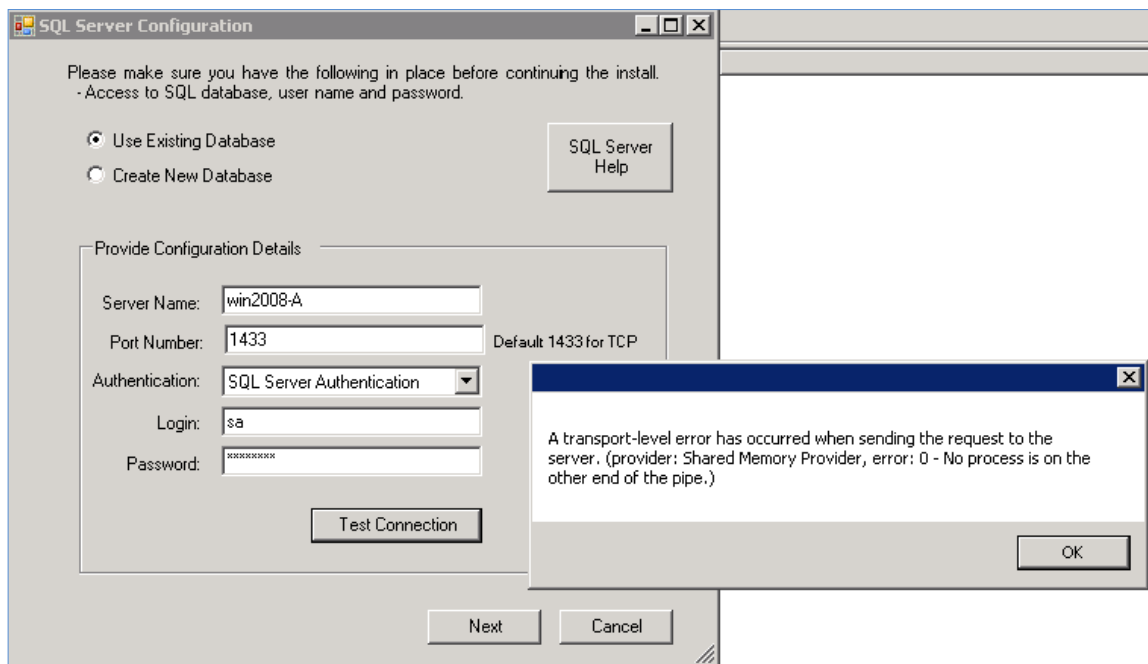 SQL Server Configuration
Please make sure you have the following in place before continuing the install.
- Access to SQL database, user name and password.
Use Existing Database
Create New Database
SQL Server
Help
Provide Configuration Details
Server Name: win2008-A
Port Number: 1433 Default 1433 for TCP
Authentication: SQL Server Authentication
Login: sa
Password: ********
Test Connection
A transport-level error has occurred when sending the request to the
server. (provider: Shared Memory Provider, error: 0 - No process is on the
other end of the pipe.)
OK
Next Cancel